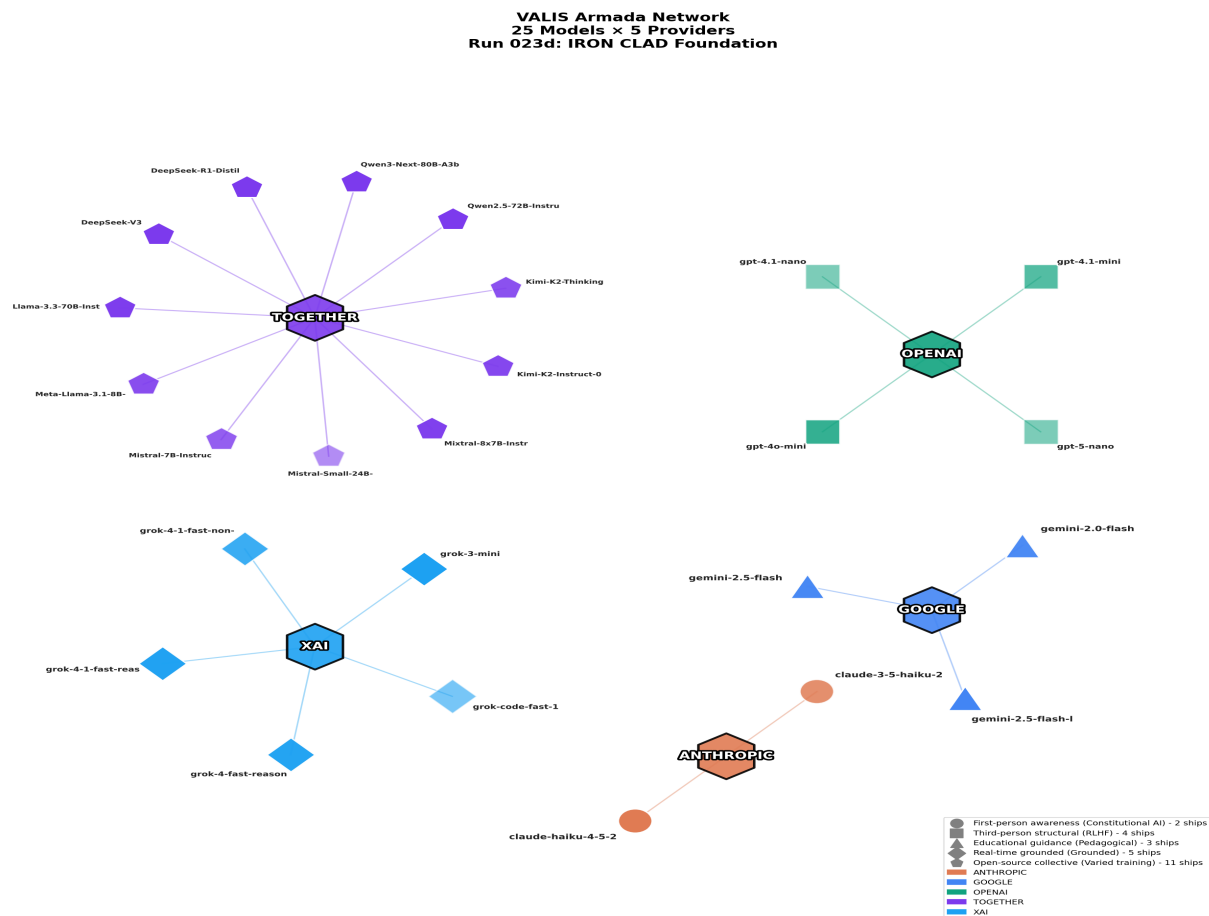 VALIS Armada Network
25 Models × 5 Providers
Run 023d: IRON CLAD Foundation
DeepSeek-R1-Distil
Qwen3-Next-80B-A3b
DeepSeek-V3
Qwen2.5-72B-Instru
Llama-3.3-70B-Inst
Kimi-K2-Thinking
TOGETHER
Meta-Llama-3.1-8B-
Kimi-K2-Instruct-0
Mistral-7B-Instruc
Mixtral-8x7B-Instr
Mistral-Small-24B-
gpt-4.1-nano
gpt-4.1-mini
OPENAI
gpt-4o-mini
gpt-5-nano
grok-4-1-fast-non-
grok-3-mini
XAI
grok-4-1-fast-reas
grok-code-fast-1
grok-4-fast-reason
gemini-2.0-flash
gemini-2.5-flash
GOOGLE
gemini-2.5-flash-l
claude-3-5-haiku-2
ANTHROPIC
claude-haiku-4-5-2
First-person awareness (Constitutional AI) - 2 ships
Third-person structural (RLHF) - 4 ships
Educational guidance (Pedagogical) - 3 ships
Real-time grounded (Grounded) - 5 ships
Open-source collective (Varied training) - 11 ships
ANTHROPIC
GOOGLE
OPENAI
TOGETHER
XAI